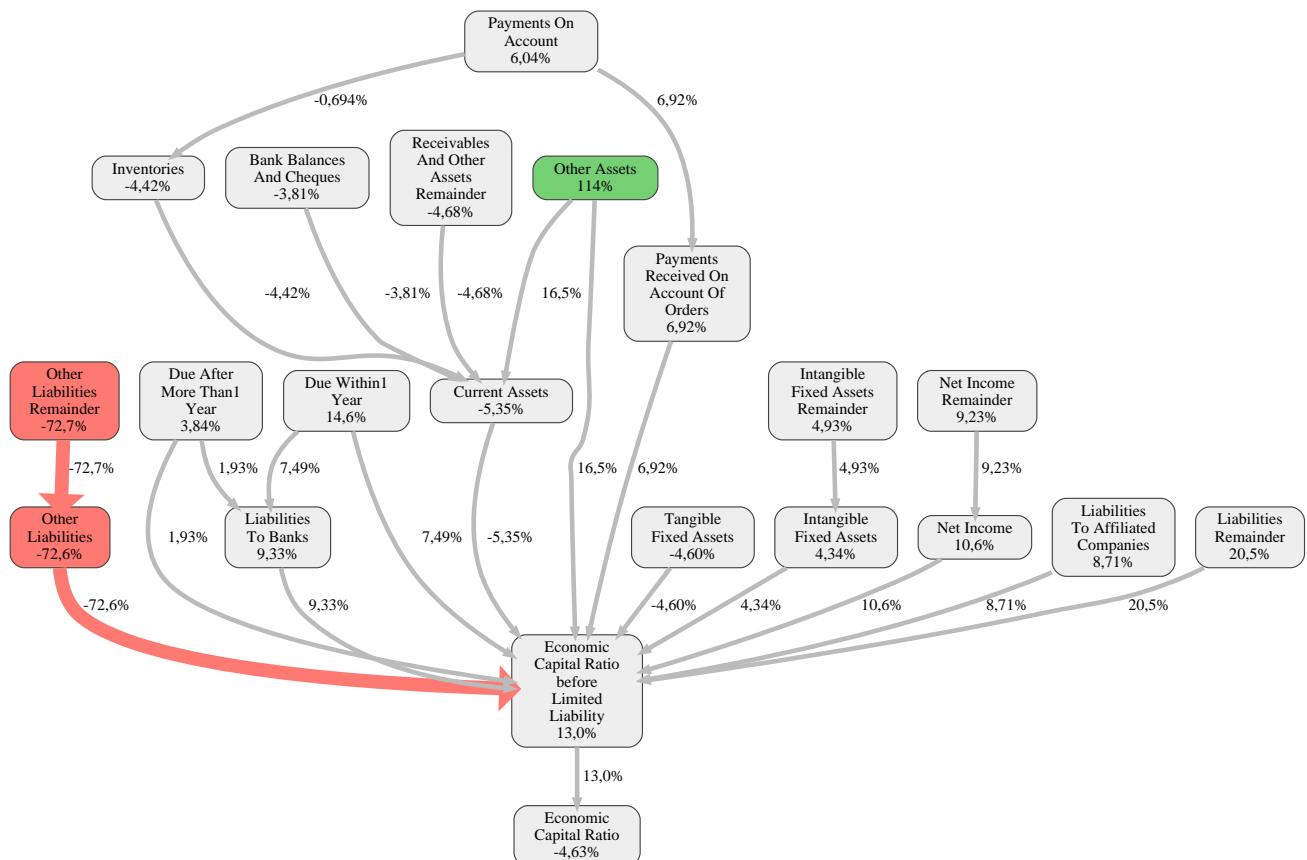 Payments On
Account
6,04%
-0,694%
6,92%
Inventories
-4,42%
Bank Balances
And Cheques
-3,81%
Receivables
And Other
Assets
Remainder
-4,68%
Other Assets
114%
Payments
Received On
Account Of
Orders
6,92%
-4,42%
-3,81%
-4,68%
16,5%
Other
Liabilities
Remainder
-72,7%
Due After
More Than1
Year
3,84%
Due Within1
Year
14,6%
Current Assets
-5,35%
Intangible
Fixed Assets
Remainder
4,93%
Net Income
Remainder
9,23%
-72,7%
1,93%
7,49%
16,5%
6,92%
4,93%
9,23%
Other
Liabilities
-72,6%
1,93%
Liabilities
To Banks
9,33%
7,49%
-5,35%
Tangible
Fixed Assets
-4,60%
Intangible
Fixed Assets
4,34%
Net Income
10,6%
Liabilities
To Affiliated
Companies
8,71%
Liabilities
Remainder
20,5%
-72,6%
9,33%
-4,60%
4,34%
10,6%
8,71%
20,5%
Economic
Capital Ratio
before
Limited
Liability
13,0%
13,0%
Economic
Capital Ratio
-4,63%